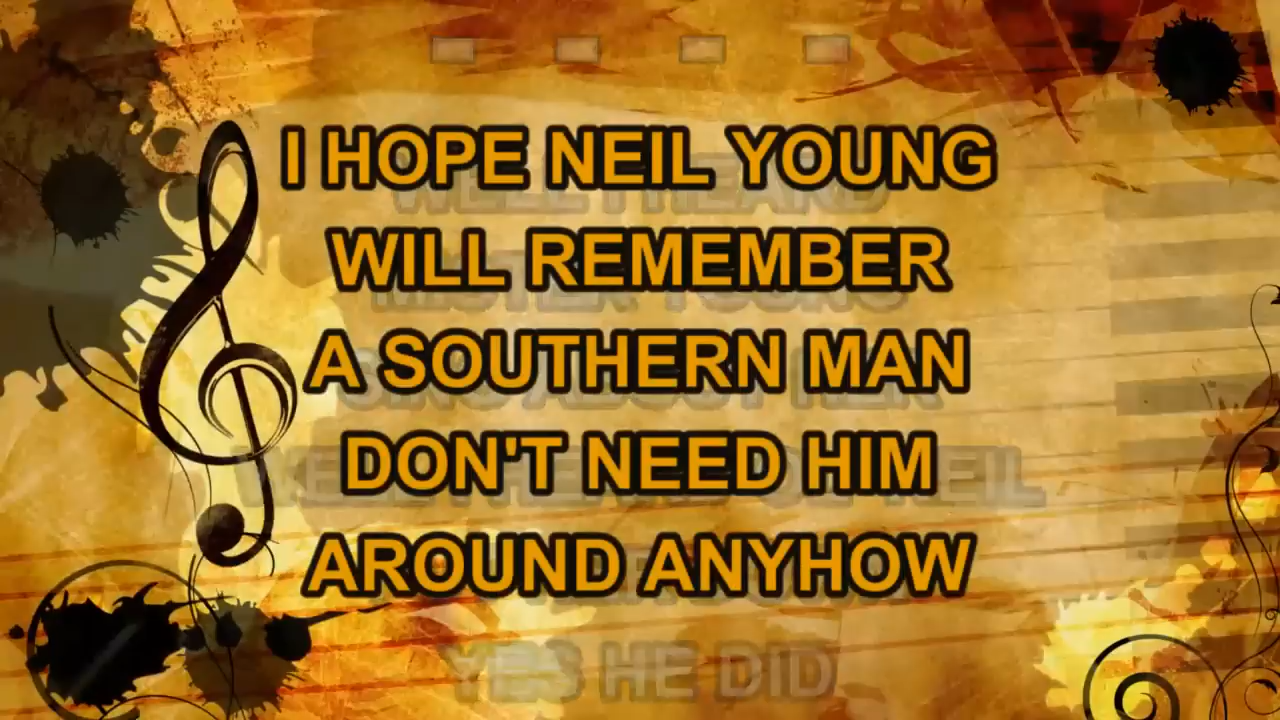 I HOPE NEIL YOUNG
WILL REMEMBER
A SOUTHERN MAN
DON'T NEED HIM
AROUND ANYHOW
YES HE DID